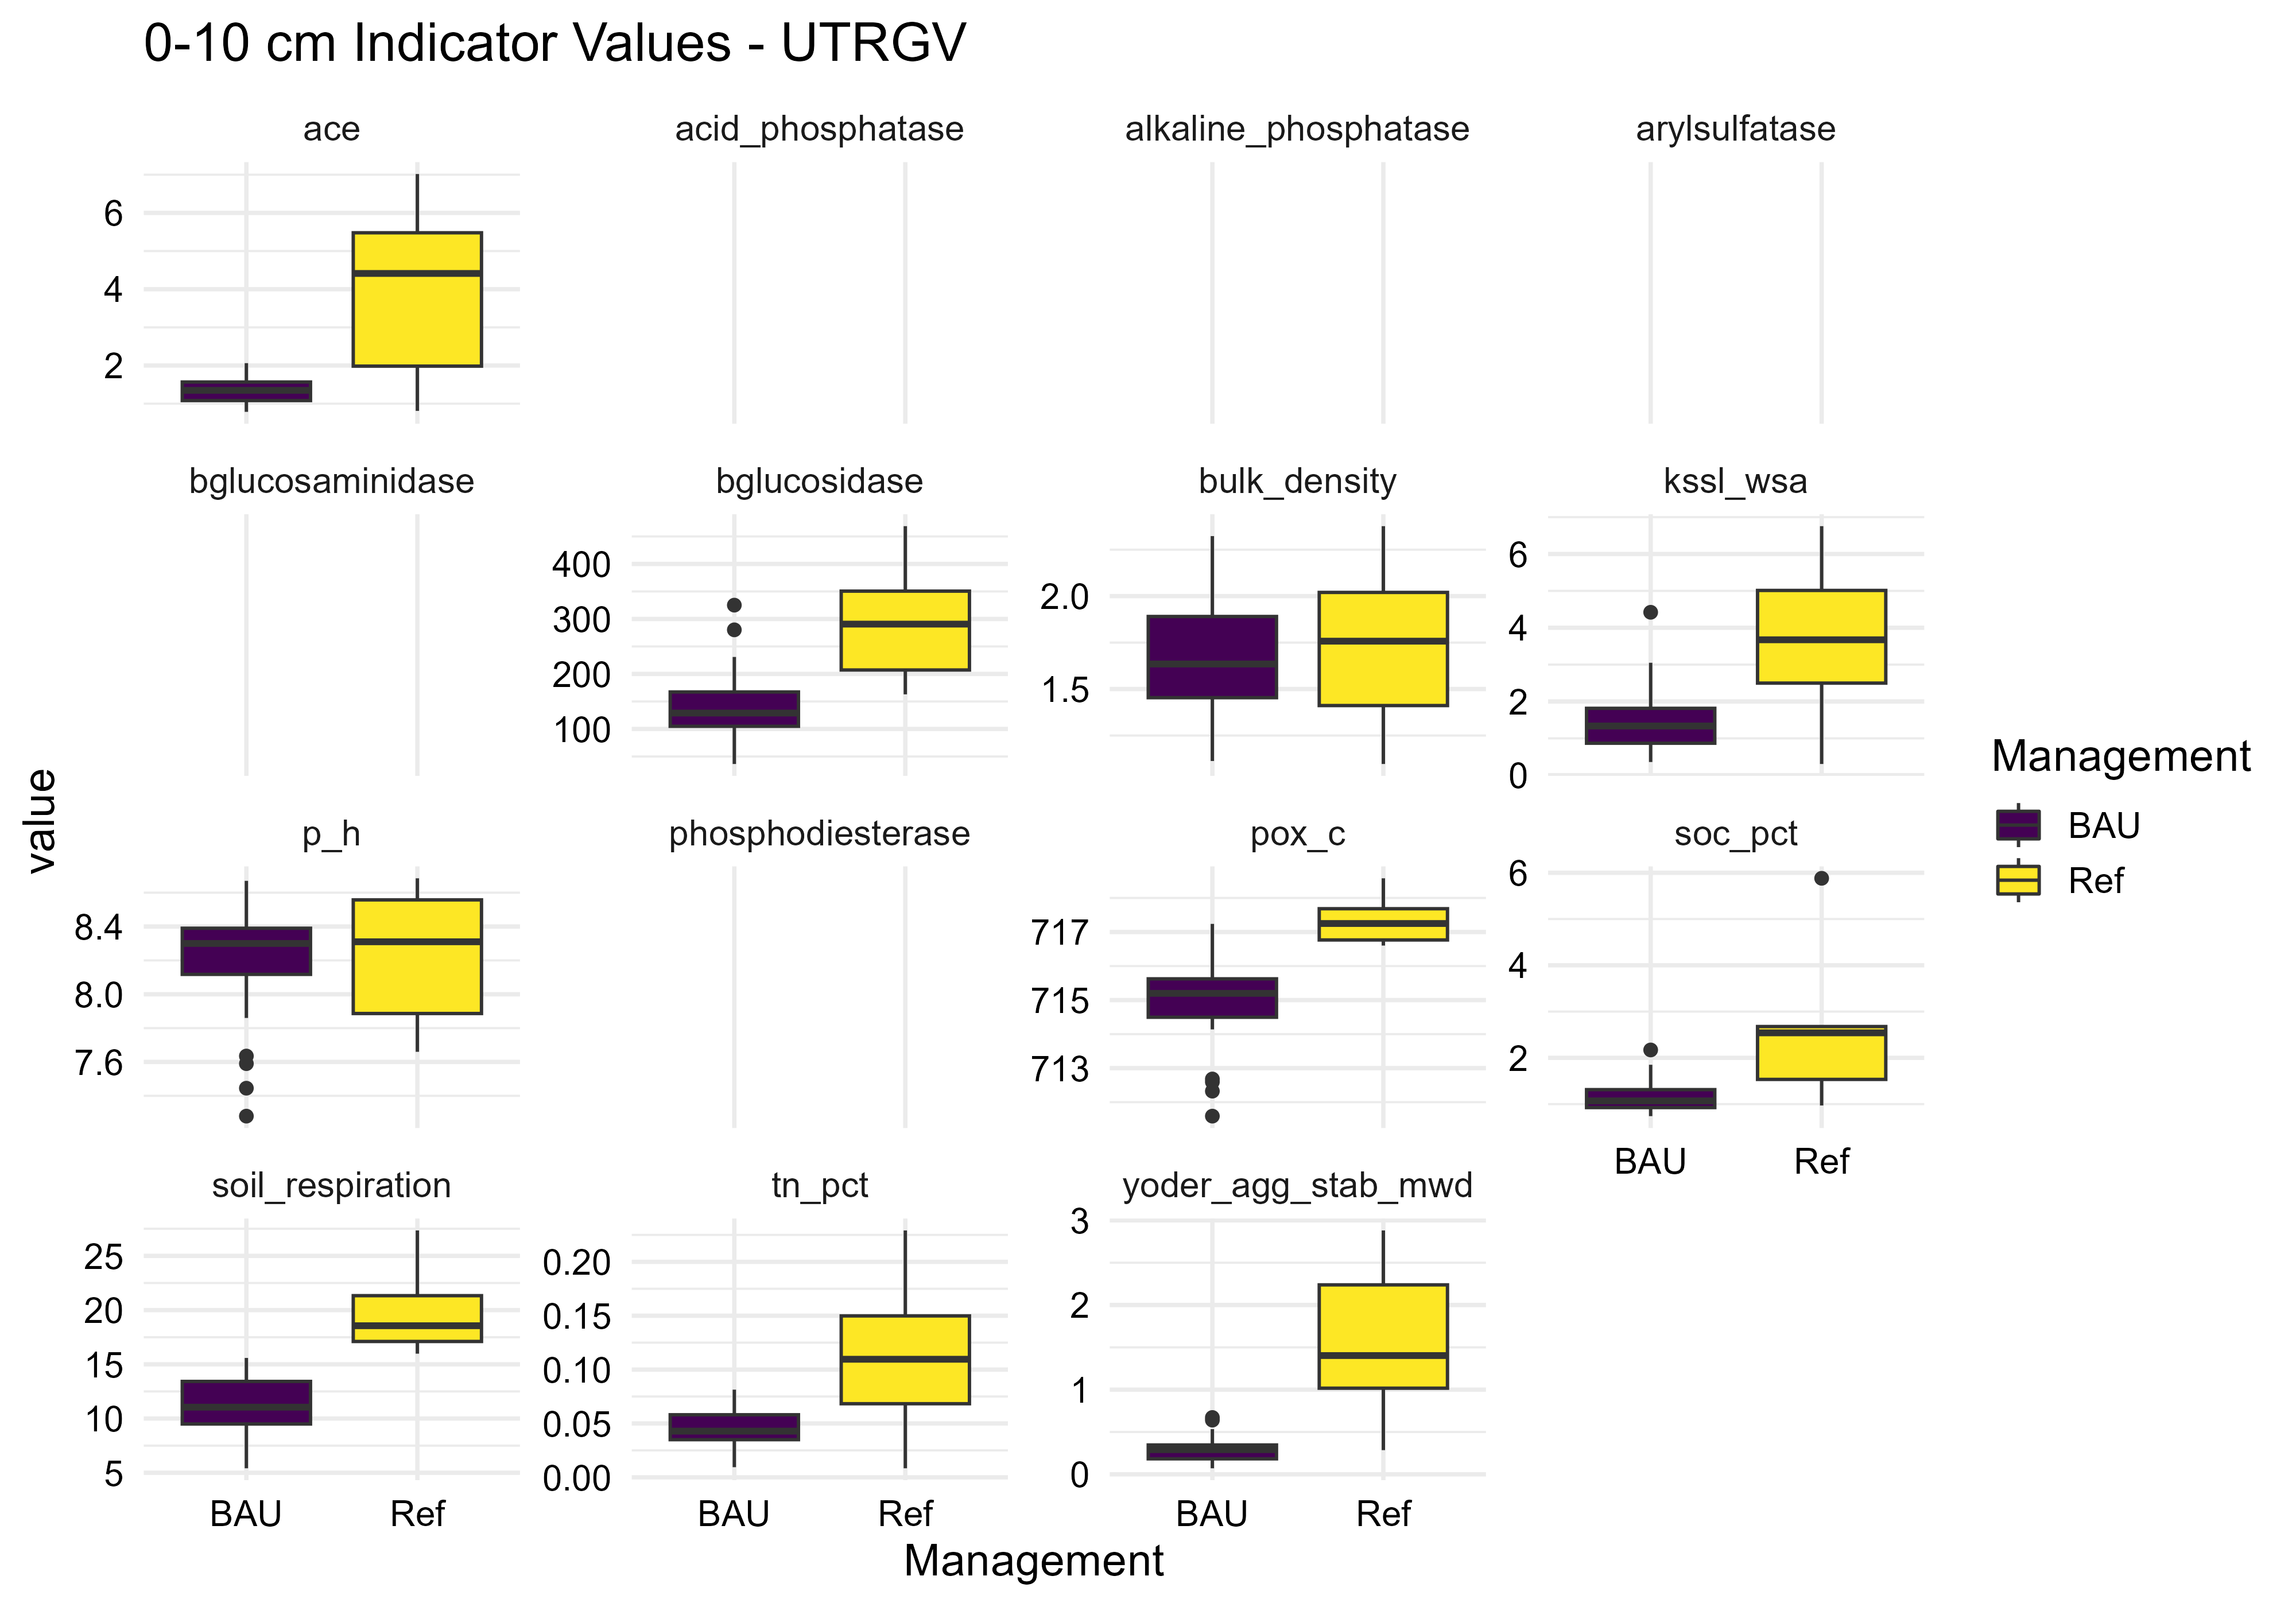 0-10 cm Indicator Values - UTRGV
ace
acid_phosphatase
alkaline_phosphatase
arylsulfatase
6
4
2
bglucosaminidase
bglucosidase
bulk_density
kssl_wsa
400
300
200
100
2.0
1.5
6
4
2
0
p_h
phosphodiesterase
pox_c
soc_pct
8.4
8.0
7.6
717
715
713
6
4
2
BAU
Ref
soil_respiration
tn_pct
yoder_agg_stab_mwd
25
20
15
10
5
0.20
0.15
0.10
0.05
0.00
3
2
1
0
BAU
Ref
BAU
Ref
BAU
Ref
Management
value
Management
BAU
Ref